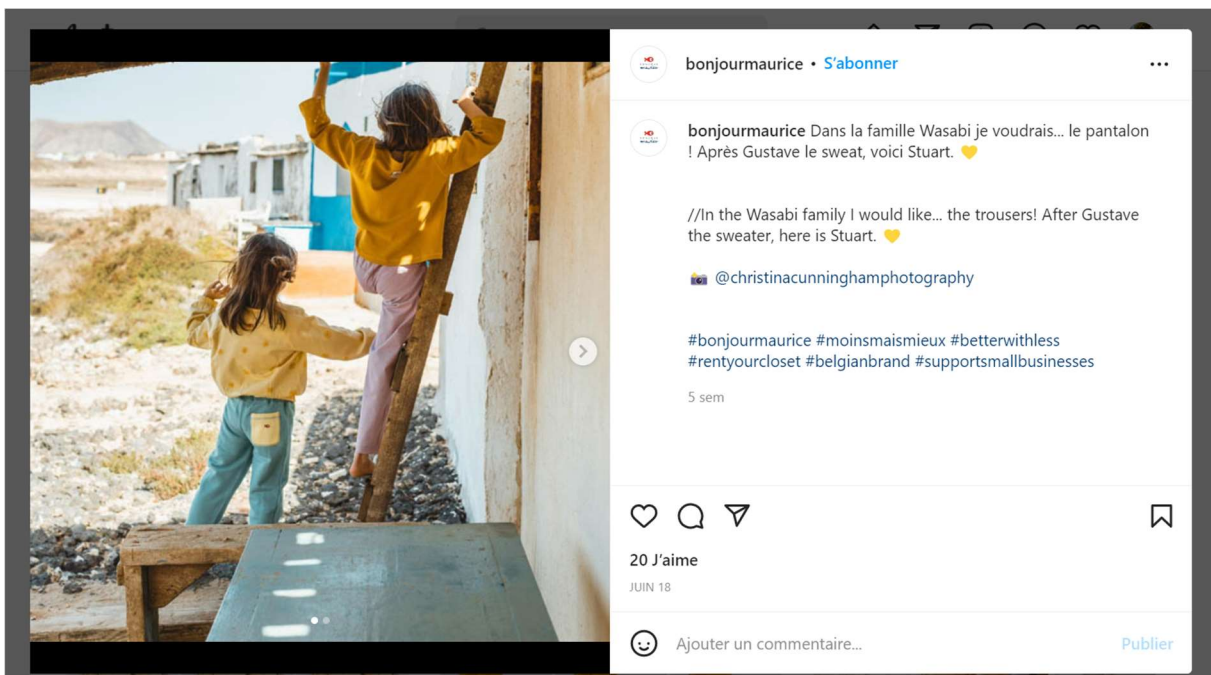 bonjourmaurice • S'abonner
bonjourmaurice Dans la famille Wasabi je voudrais... le pantalon
! Après Gustave le sweat, voici Stuart. 💛
//In the Wasabi family I would like... the trousers! After Gustave
the sweater, here is Stuart. 💛
📸 @christinacunninghamphotography
#bonjourmaurice #moinsmaismieux #betterwithless
#rentyourcloset #belgianbrand #supportsmallbusinesses
5 sem
20 J'aime
JUIN 18
Ajouter un commentaire... Publier